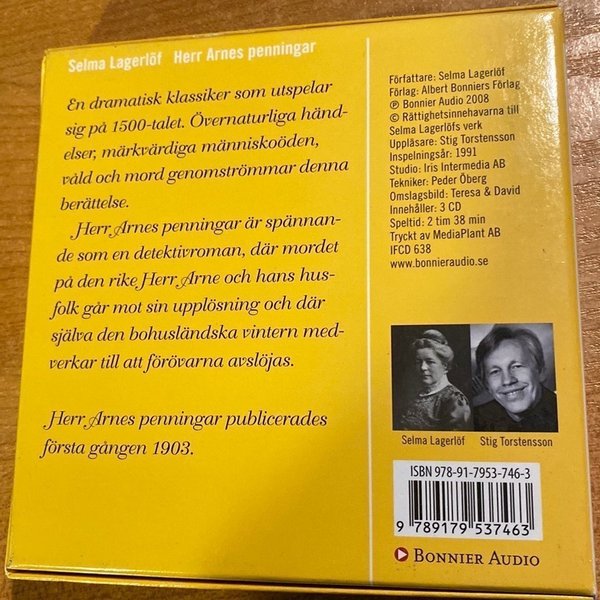 Selma Lagerlöf Herr Arnes penningar
En dramatisk klassiker som utspelar
sig på 1500-talet. Övernaturliga händ-
elser, märkvärdiga människoöden,
våld och mord genomströmmar denna
berättelse.
Herr Arnes penningar är spännan-
de som en detektivroman, där mordet
på den rike Herr Arne och hans hus-
folk går mot sin upplösning och där
själva den bohusländska vintern med-
verkar till att förövarna avslöjas.
Herr Arnes penningar publicerades
första gången 1903.
Författare: Selma Lagerlöf
Förlag: Albert Bonniers Förlag
℗ Bonnier Audio 2008
© Rättighetsinnehavarna till
Selma Lagerlöfs verk
Uppläsare: Stig Torstensson
Inspelningsår: 1991
Studio: Iris Intermedia AB
Tekniker: Peder Öberg
Omslagsbild: Teresa & David
Innehåller: 3 CD
Speltid: 2 tim 38 min
Tryckt av MediaPlant AB
IFCD 638
www.bonnieraudio.se
Selma Lagerlöf Stig Torstensson
ISBN 978-91-7953-746-3
9 789179 537463
BONNIER AUDIO